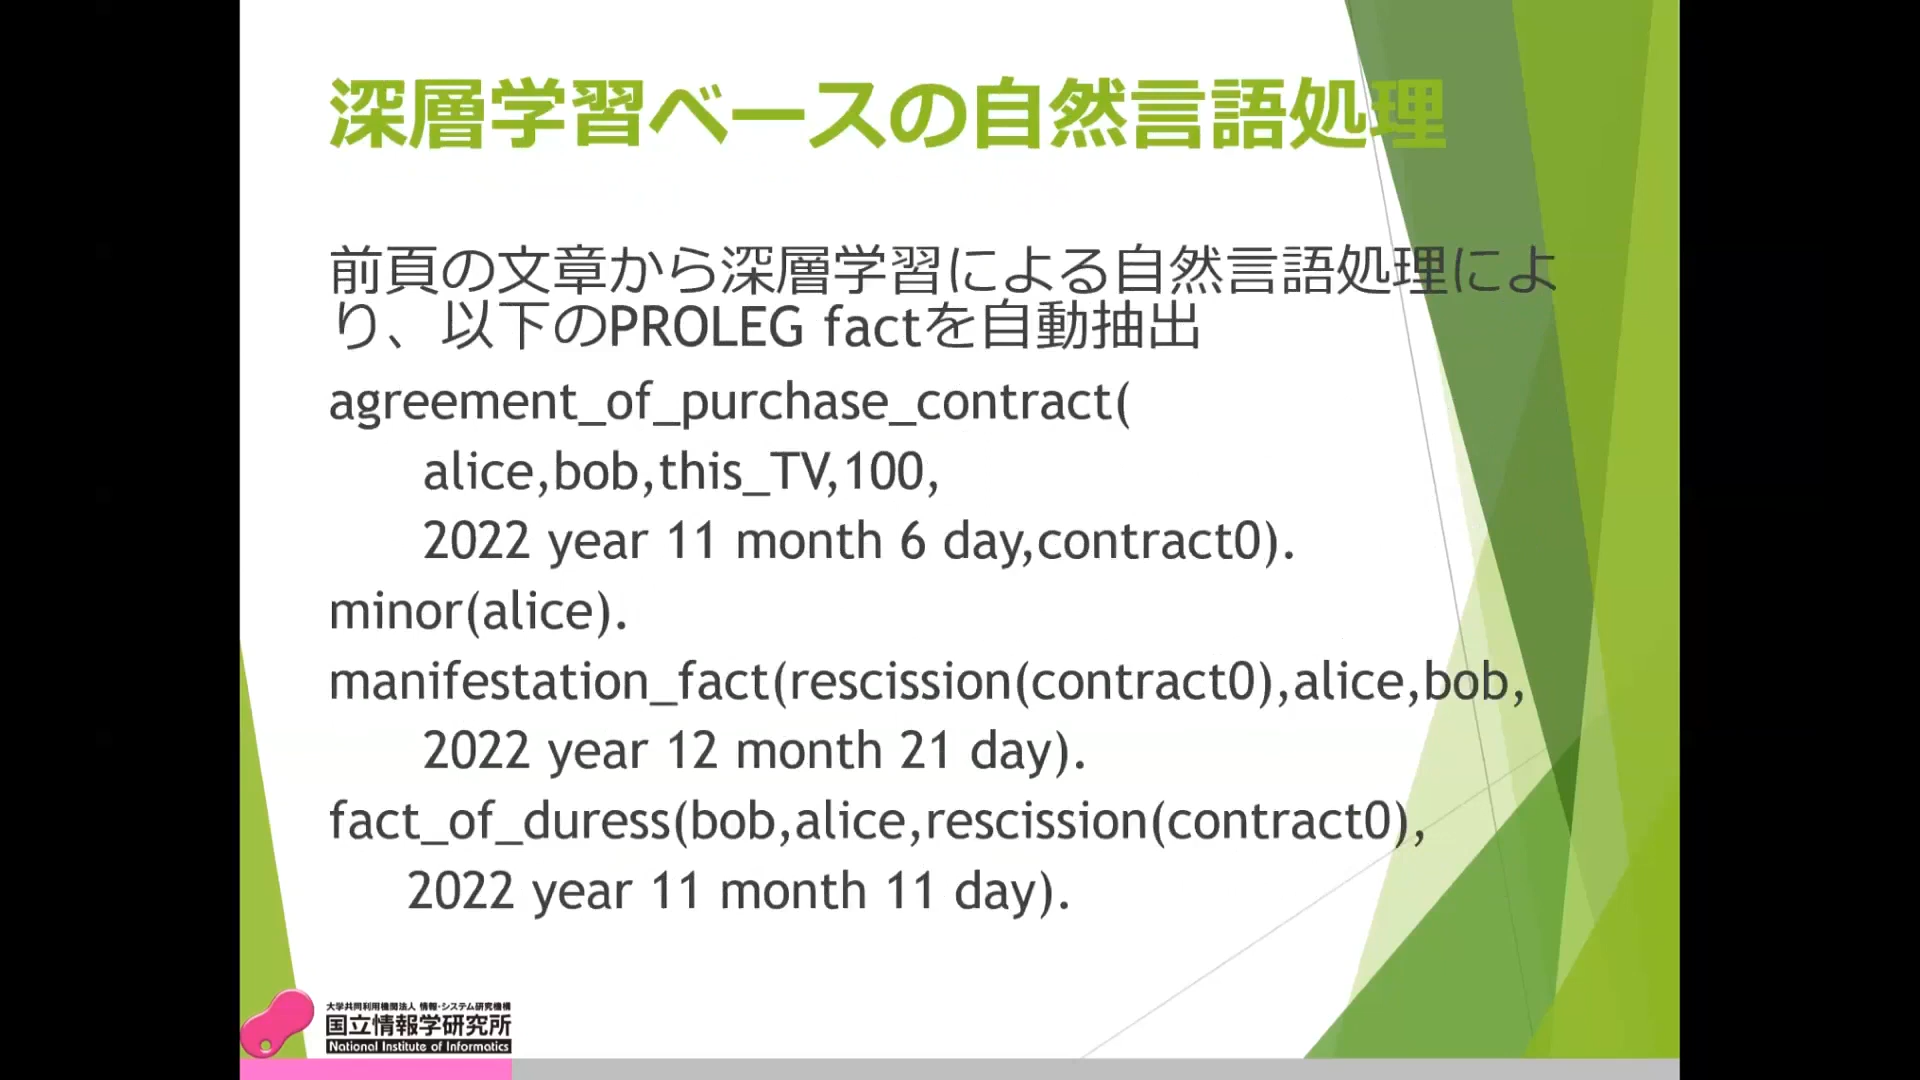 深層学習ベースの自然言語処理
前頁の文章から深層学習による自然言語処理によ
り、以下のPROLEG factを自動抽出
agreement_of_purchase_contract(
alice,bob,this_TV,100,
2022 year 11 month 6 day,contract0).
minor(alice).
manifestation_fact(rescission(contract0),alice,bob,
2022 year 12 month 21 day).
fact_of_duress(bob,alice,rescission(contract0),
2022 year 11 month 11 day).
大学共同利用機関法人 情報・システム研究機構
国立情報学研究所
National Institute of Informatics